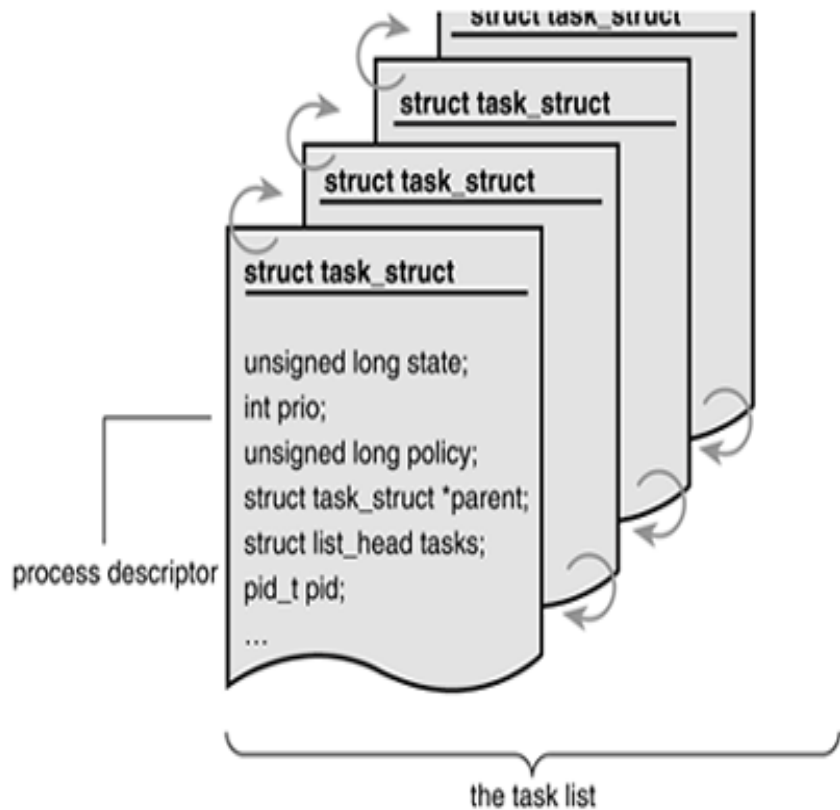 struct task_struct
struct task_struct
struct task_struct
struct task_struct
unsigned long state;
int prio;
unsigned long policy;
struct task_struct *parent;
struct list_head tasks;
pid_t pid;
...
process descriptor
the task list